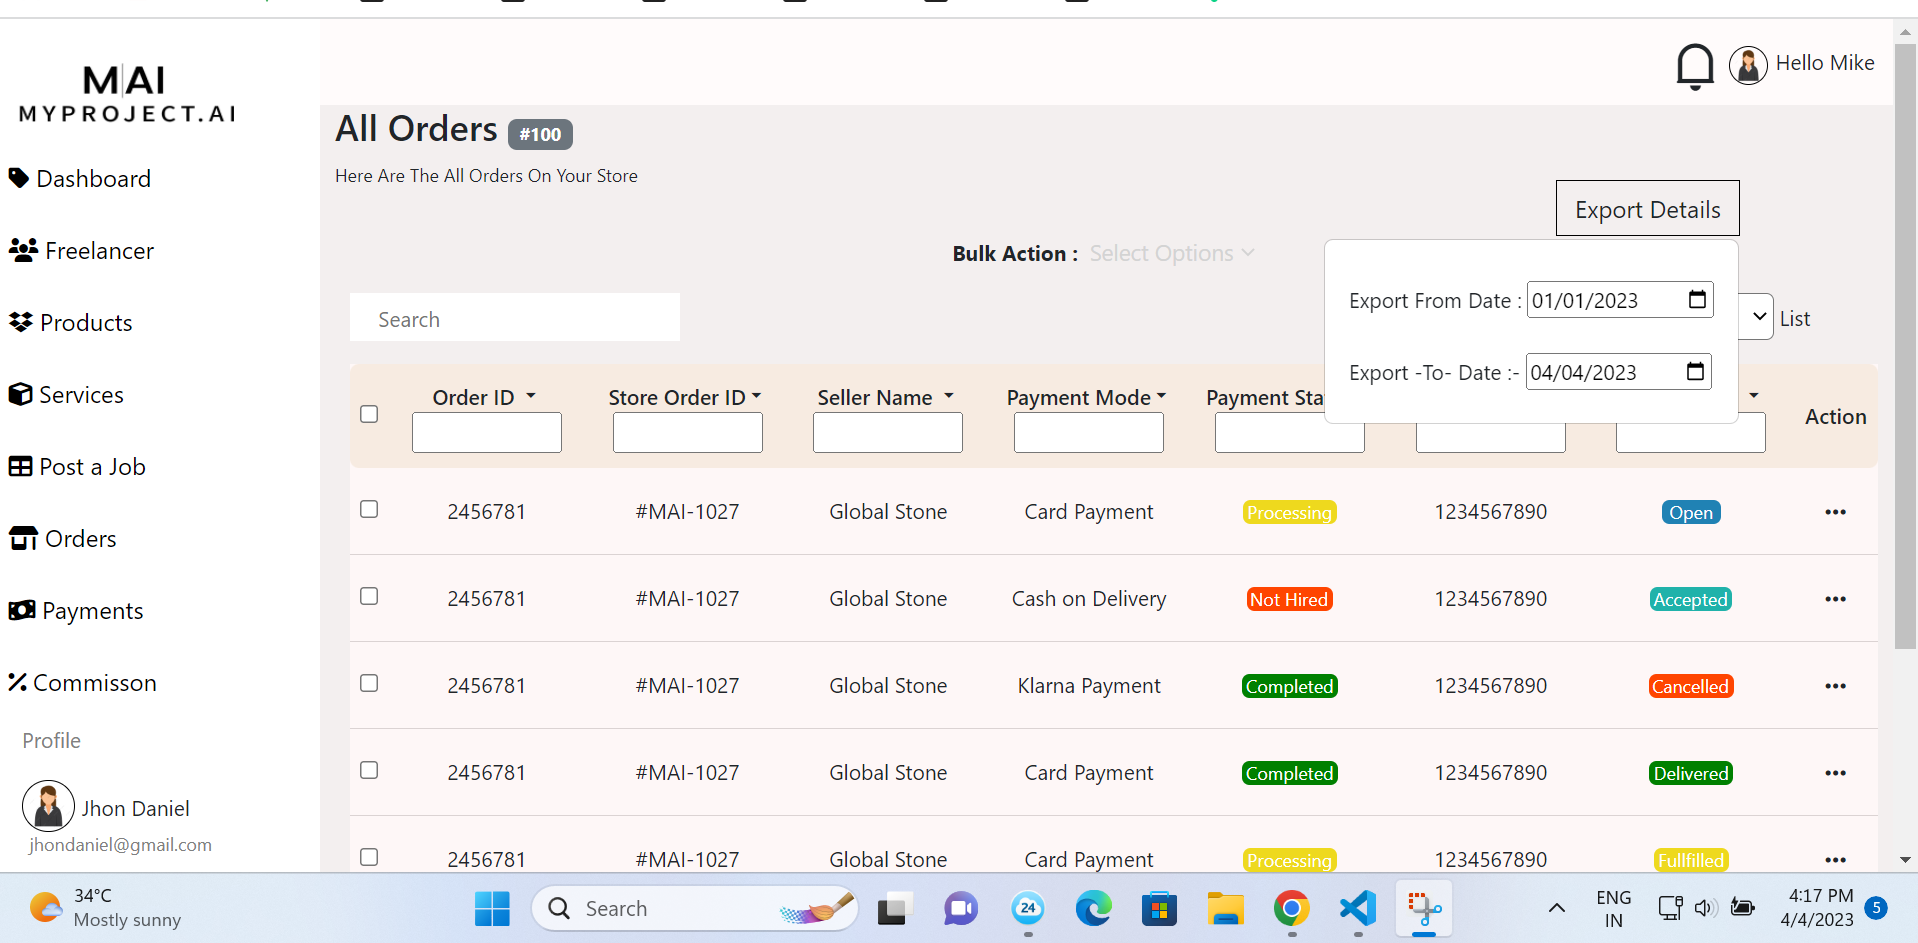 M|AI
MYPROJECT.AI
Dashboard
Freelancer
Products
Services
Post a Job
Orders
Payments
Commisson
Profile
Jhon Daniel
jhondaniel@gmail.com
Hello Mike
All Orders #100
Here Are The All Orders On Your Store
Export Details
Bulk Action : Select Options
Export From Date : 01/01/2023
Export -To- Date :- 04/04/2023
Search
List
Order ID Store Order ID Seller Name Payment Mode Payment Sta Action
2456781 #MAI-1027 Global Stone Card Payment Processing 1234567890 Open
2456781 #MAI-1027 Global Stone Cash on Delivery Not Hired 1234567890 Accepted
2456781 #MAI-1027 Global Stone Klarna Payment Completed 1234567890 Cancelled
2456781 #MAI-1027 Global Stone Card Payment Completed 1234567890 Delivered
2456781 #MAI-1027 Global Stone Card Payment Processing 1234567890 Fullfilled
34°C
Mostly sunny
Search
24
ENG
IN
4:17 PM
4/4/2023
5